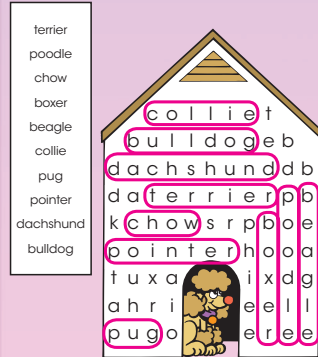 terrier
poodle
chow
boxer
beagle
collie
pug
pointer
dachshund
bulldog
c o l l i e t
b u l l d o g e b
d a c h s h u n d d b
d a t e r r i e r p b
k c h o w s r p b o e
p o i n t e r h o o a
t u x a i x d g
a h r i e e l l
p u g o e r e e